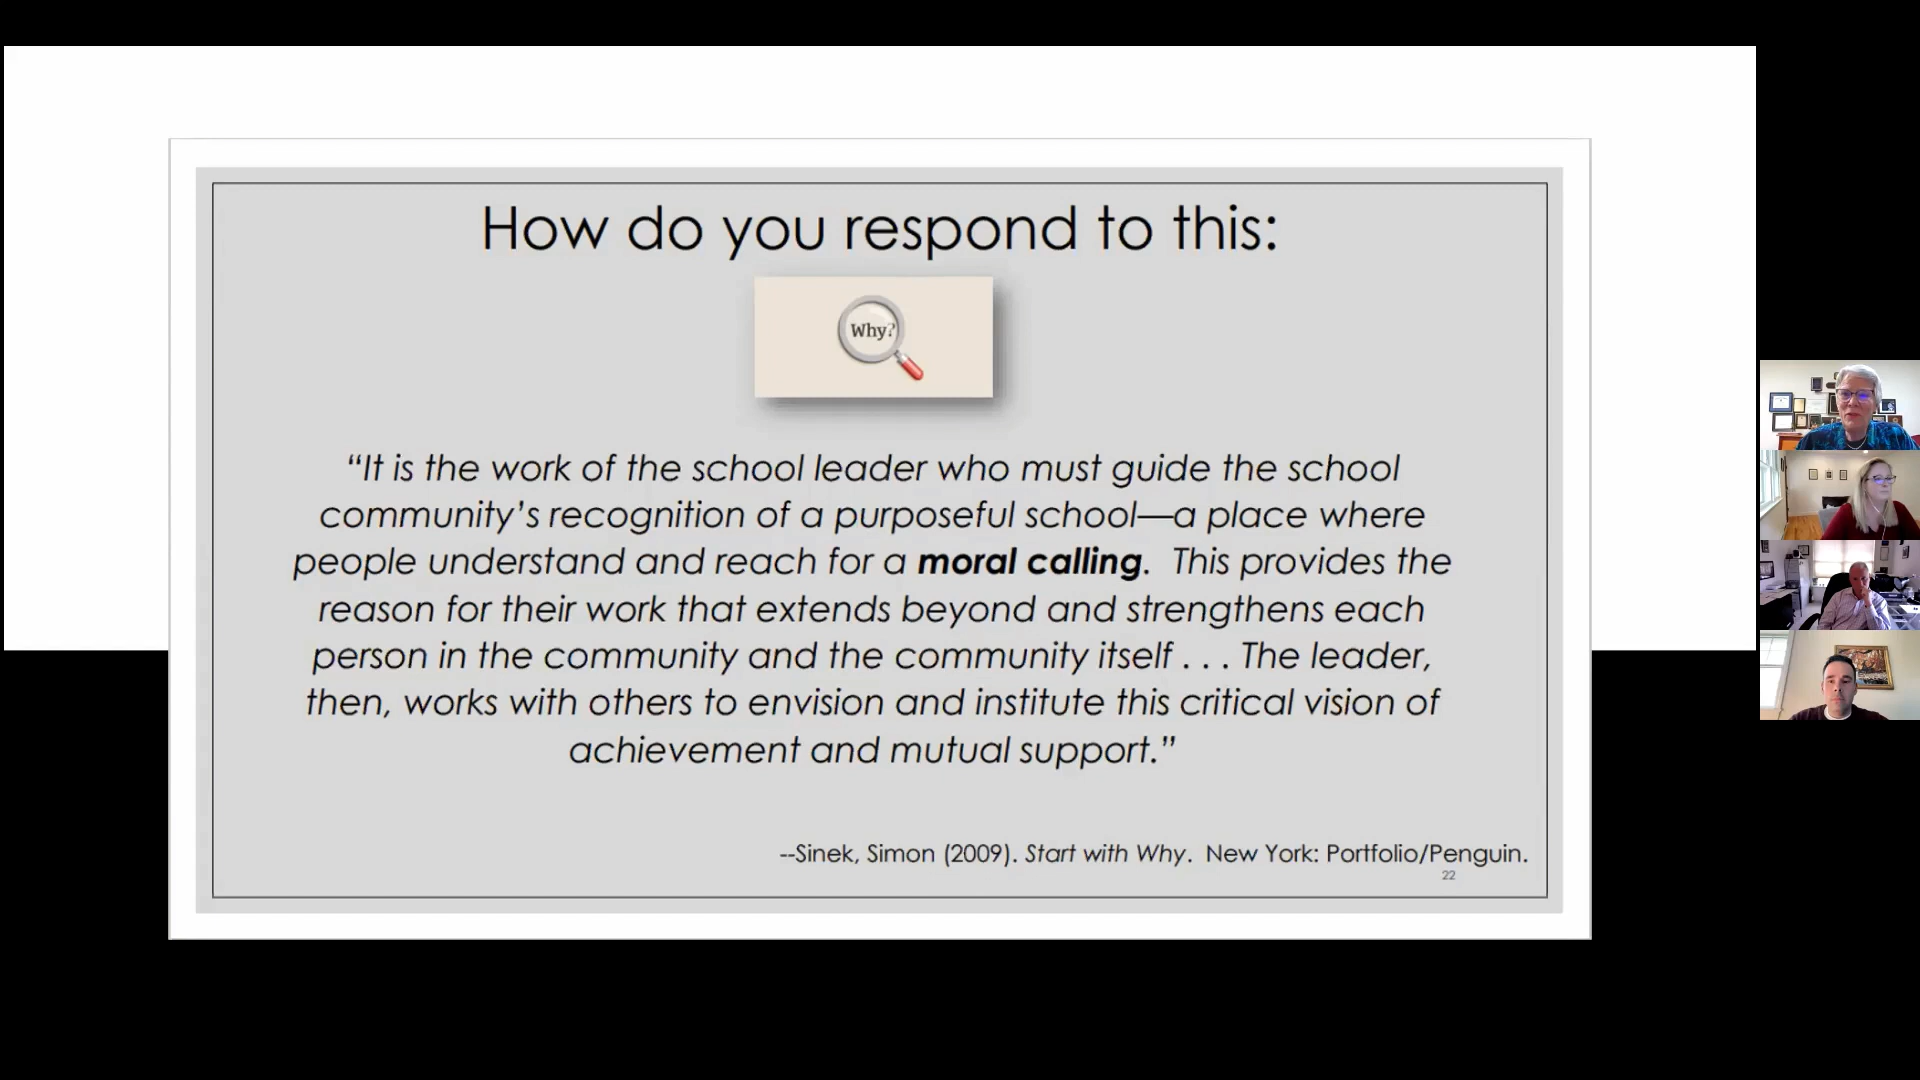 How do you respond to this:
Why?
“It is the work of the school leader who must guide the school
community’s recognition of a purposeful school—a place where
people understand and reach for a moral calling. This provides the
reason for their work that extends beyond and strengthens each
person in the community and the community itself . . . The leader,
then, works with others to envision and institute this critical vision of
achievement and mutual support.”
--Sinek, Simon (2009). Start with Why. New York: Portfolio/Penguin.
22